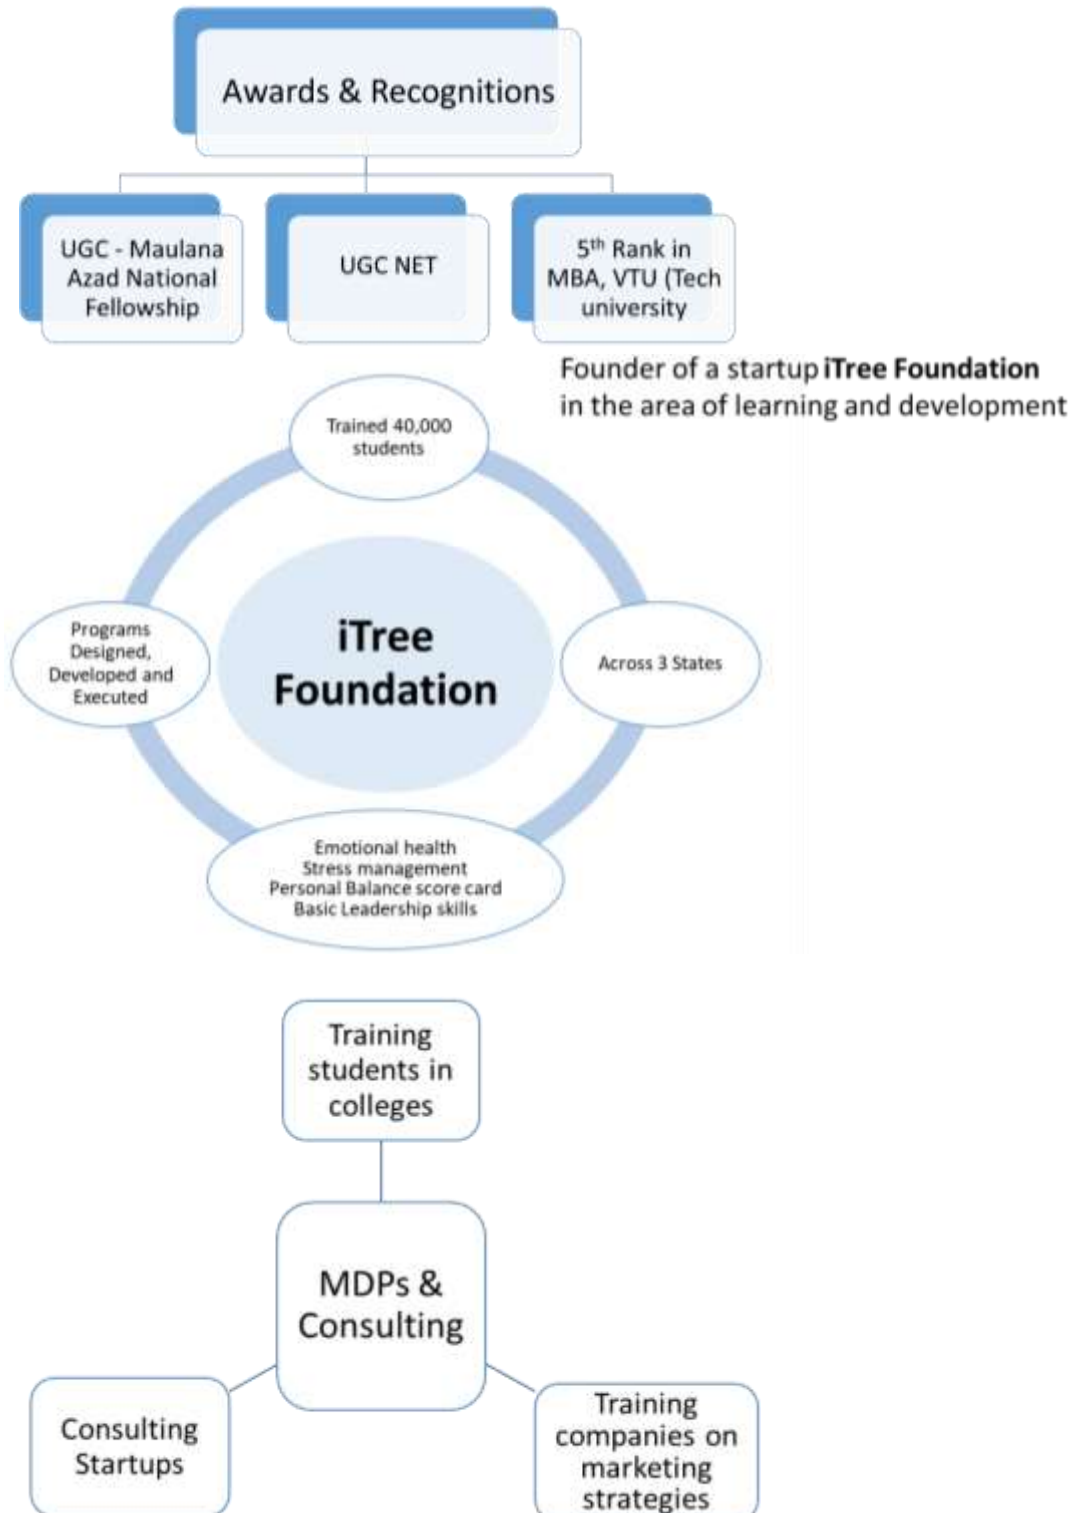 Awards & Recognitions
UGC - Maulana
Azad National
Fellowship
UGC NET
5th Rank in
MBA, VTU (Tech
university
Founder of a startup iTree Foundation
in the area of learning and development
Trained 40,000
students
Programs
Designed,
Developed and
Executed
iTree
Foundation
Across 3 States
Emotional health
Stress management
Personal Balance score card
Basic Leadership skills
Training
students in
colleges
MDPs &
Consulting
Consulting
Startups
Training
companies on
marketing
strategies